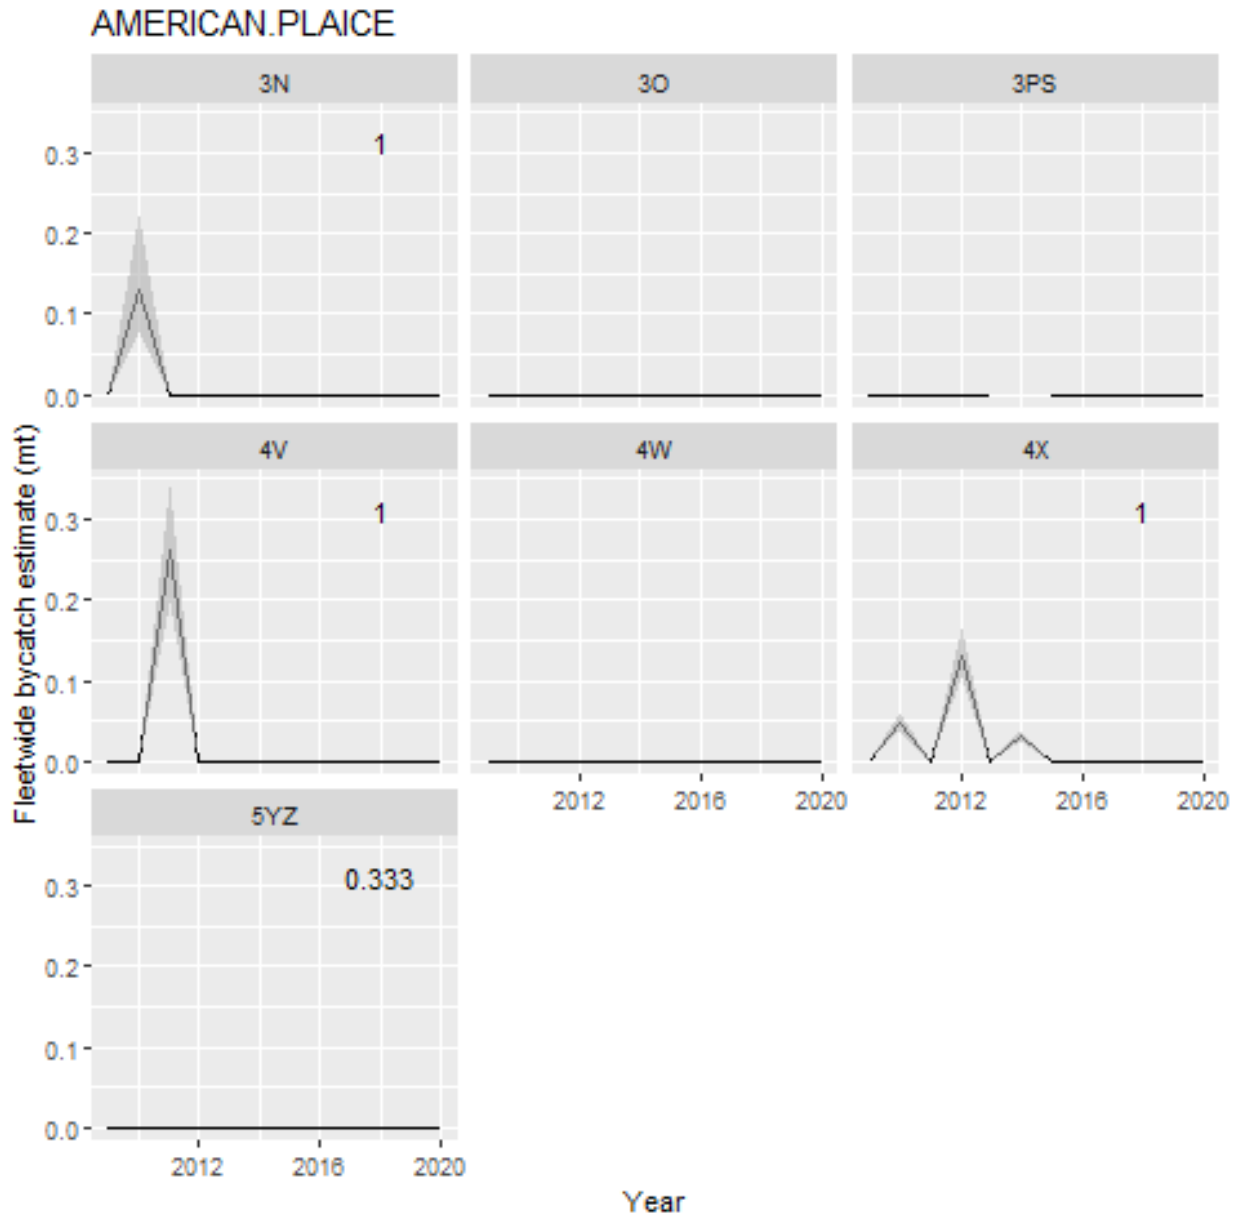 AMERICAN.PLAICE
3N 3O 3PS
1
0.3
0.2
0.1
0.0
4V 4W 4X
1 1
0.3
0.2
0.1
0.0
2012 2016 2020 2012 2016 2020
5YZ
0.333
0.3
0.2
0.1
0.0
2012 2016 2020
Year
Fleetwide bycatch estimate (mt)